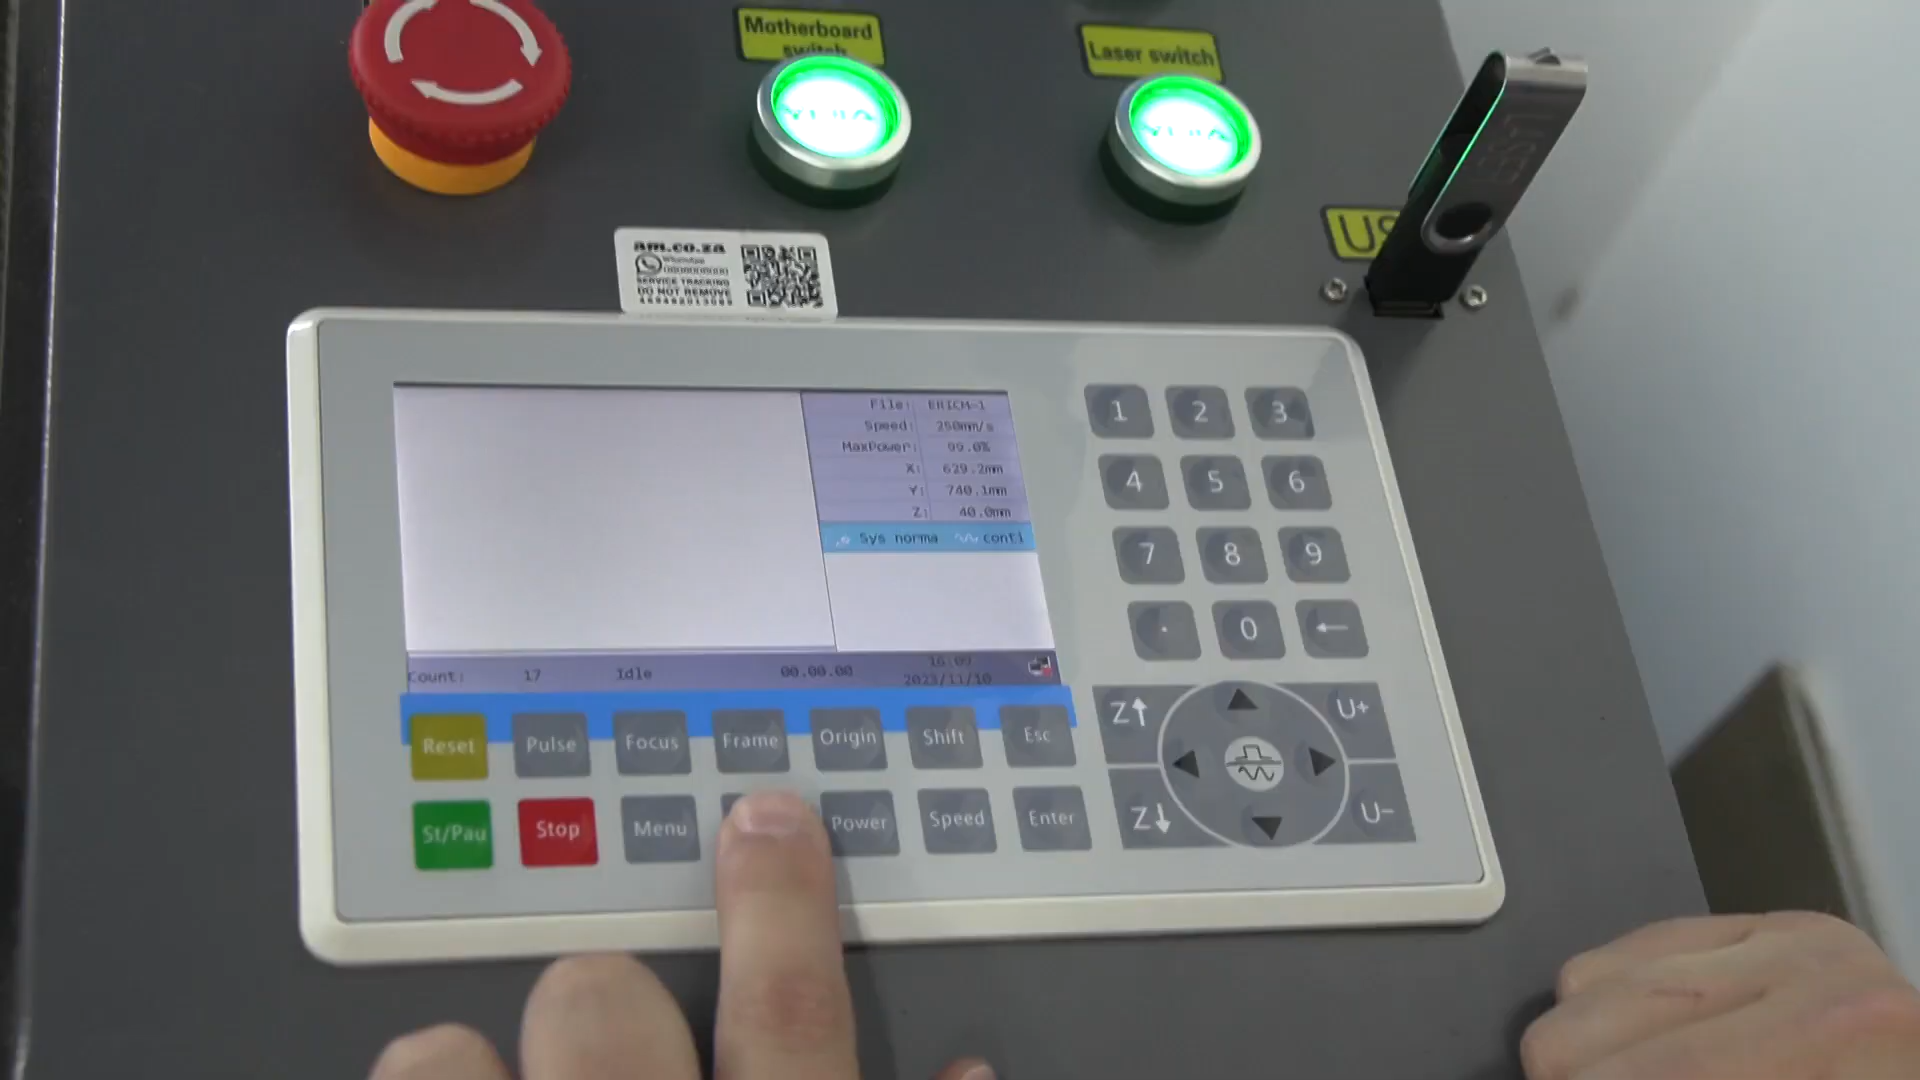 Motherboard
switch
Laser switch
am.co.za
WhatsApp
SERVICE TRACKING
DO NOT REMOVE
File: ERICM-1
Speed: 250mm/s
MaxPower: 99.0%
X: 629.2mm
Y: 740.1mm
Z: 40.0mm
Sys norma conti
Count: 17 Idle 00.00.00 16:09
2023/11/10
1 2 3
4 5 6
7 8 9
. 0 ←
Reset Pulse Focus Frame Origin Shift Esc
St/Pau Stop Menu Power Speed Enter
Z↑ U+
Z↓ U-